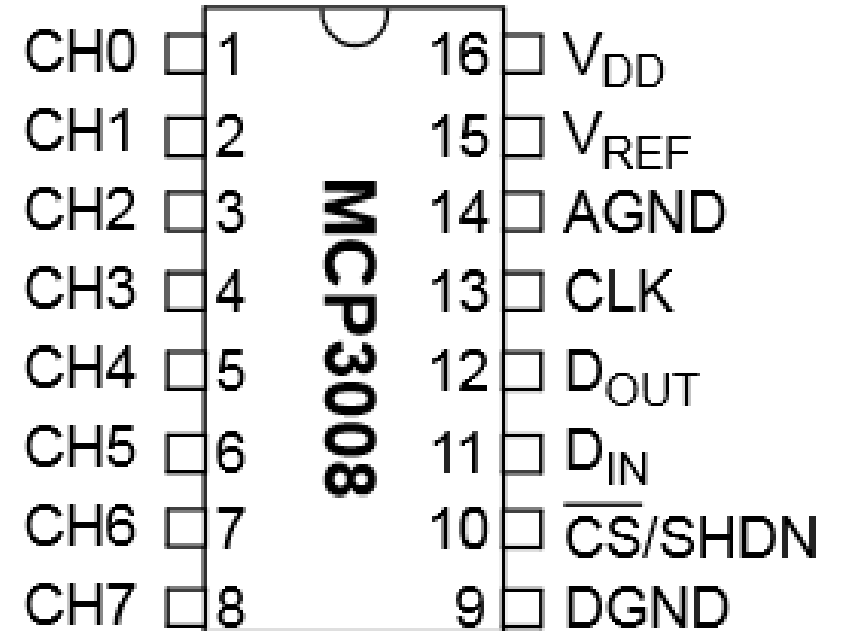 CH0 1 16 VDD
CH1 2 15 VREF
CH2 3 14 AGND
CH3 4 13 CLK
CH4 5 12 DOUT
CH5 6 11 DIN
CH6 7 10 CS/SHDN
CH7 8 9 DGND
MCP3008